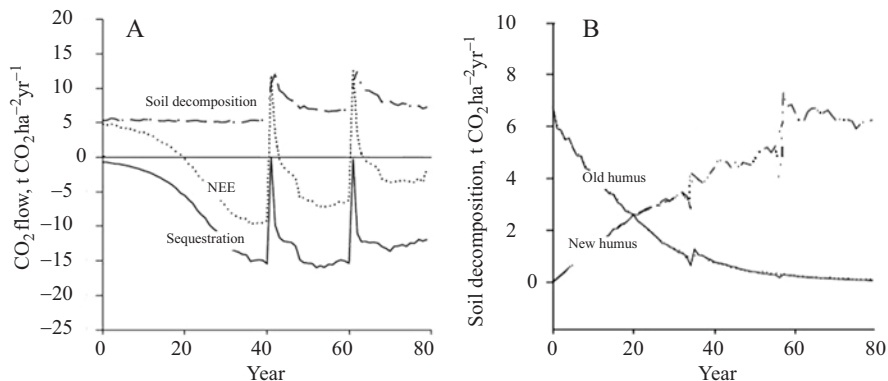 A
CO₂ flow, t CO₂ha⁻²yr⁻¹
20
15
10
5
0
−5
−10
−15
−20
−25
Soil decomposition
NEE
Sequestration
0 20 40 60 80
Year
B
Soil decomposition, t CO₂ha⁻²yr⁻¹
10
8
6
4
2
0
Old humus
New humus
0 20 40 60 80
Year